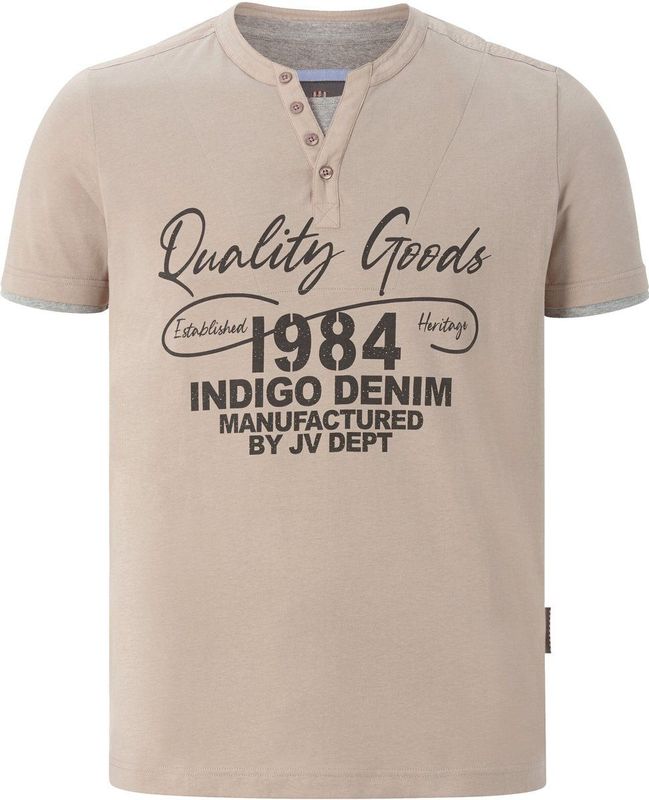 Quality Goods
Established 1984 Heritage
INDIGO DENIM
MANUFACTURED
BY JV DEPT